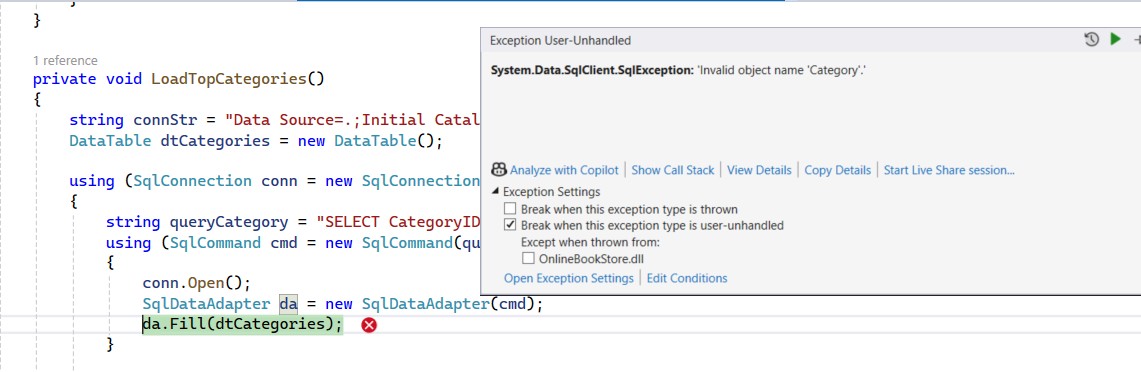 }
}
1 reference
private void LoadTopCategories()
{
string connStr = "Data Source=.;Initial Catal
DataTable dtCategories = new DataTable();
using (SqlConnection conn = new SqlConnection
{
string queryCategory = "SELECT CategoryID
using (SqlCommand cmd = new SqlCommand(qu
{
conn.Open();
SqlDataAdapter da = new SqlDataAdapter(cmd);
da.Fill(dtCategories);
}
Exception User-Unhandled
System.Data.SqlClient.SqlException: 'Invalid object name 'Category'.'
Analyze with Copilot | Show Call Stack | View Details | Copy Details | Start Live Share session...
Exception Settings
Break when this exception type is thrown
Break when this exception type is user-unhandled
Except when thrown from:
OnlineBookStore.dll
Open Exception Settings | Edit Conditions